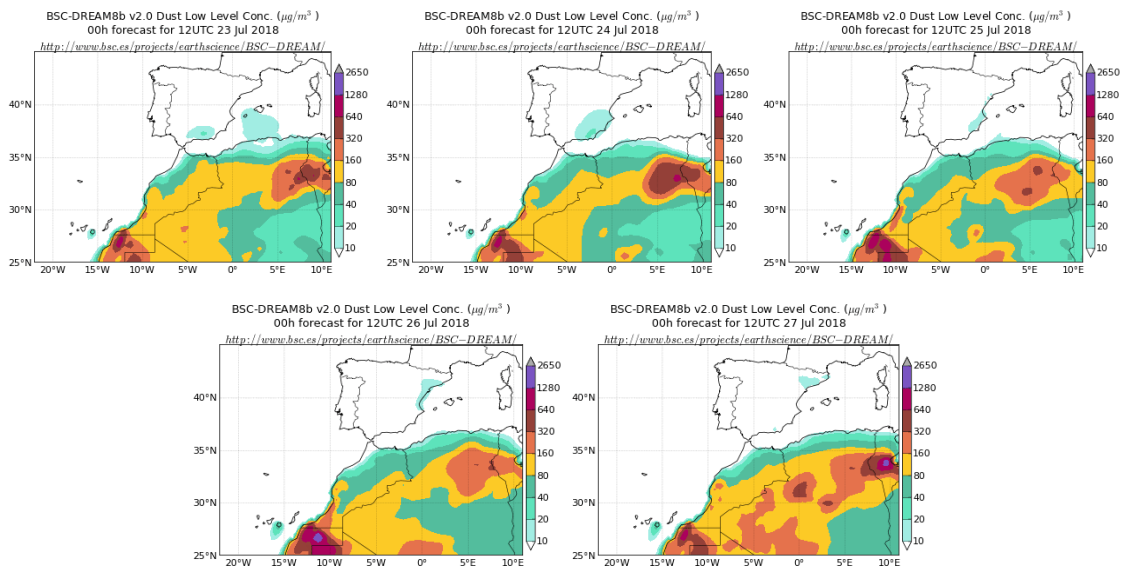 BSC-DREAM8b v2.0 Dust Low Level Conc. (μg/m³ )
00h forecast for 12UTC 23 Jul 2018
http://www.bsc.es/projects/earthscience/BSC−DREAM/
40°N
35°N
30°N
25°N
20°W 15°W 10°W 5°W 0° 5°E 10°E
2650
1280
640
320
160
80
40
20
10
BSC-DREAM8b v2.0 Dust Low Level Conc. (μg/m³ )
00h forecast for 12UTC 24 Jul 2018
http://www.bsc.es/projects/earthscience/BSC−DREAM/
40°N
35°N
30°N
25°N
20°W 15°W 10°W 5°W 0° 5°E 10°E
2650
1280
640
320
160
80
40
20
10
BSC-DREAM8b v2.0 Dust Low Level Conc. (μg/m³ )
00h forecast for 12UTC 25 Jul 2018
http://www.bsc.es/projects/earthscience/BSC−DREAM/
40°N
35°N
30°N
25°N
20°W 15°W 10°W 5°W 0° 5°E 10°E
2650
1280
640
320
160
80
40
20
10
BSC-DREAM8b v2.0 Dust Low Level Conc. (μg/m³ )
00h forecast for 12UTC 26 Jul 2018
http://www.bsc.es/projects/earthscience/BSC−DREAM/
40°N
35°N
30°N
25°N
20°W 15°W 10°W 5°W 0° 5°E 10°E
2650
1280
640
320
160
80
40
20
10
BSC-DREAM8b v2.0 Dust Low Level Conc. (μg/m³ )
00h forecast for 12UTC 27 Jul 2018
http://www.bsc.es/projects/earthscience/BSC−DREAM/
40°N
35°N
30°N
25°N
20°W 15°W 10°W 5°W 0° 5°E 10°E
2650
1280
640
320
160
80
40
20
10